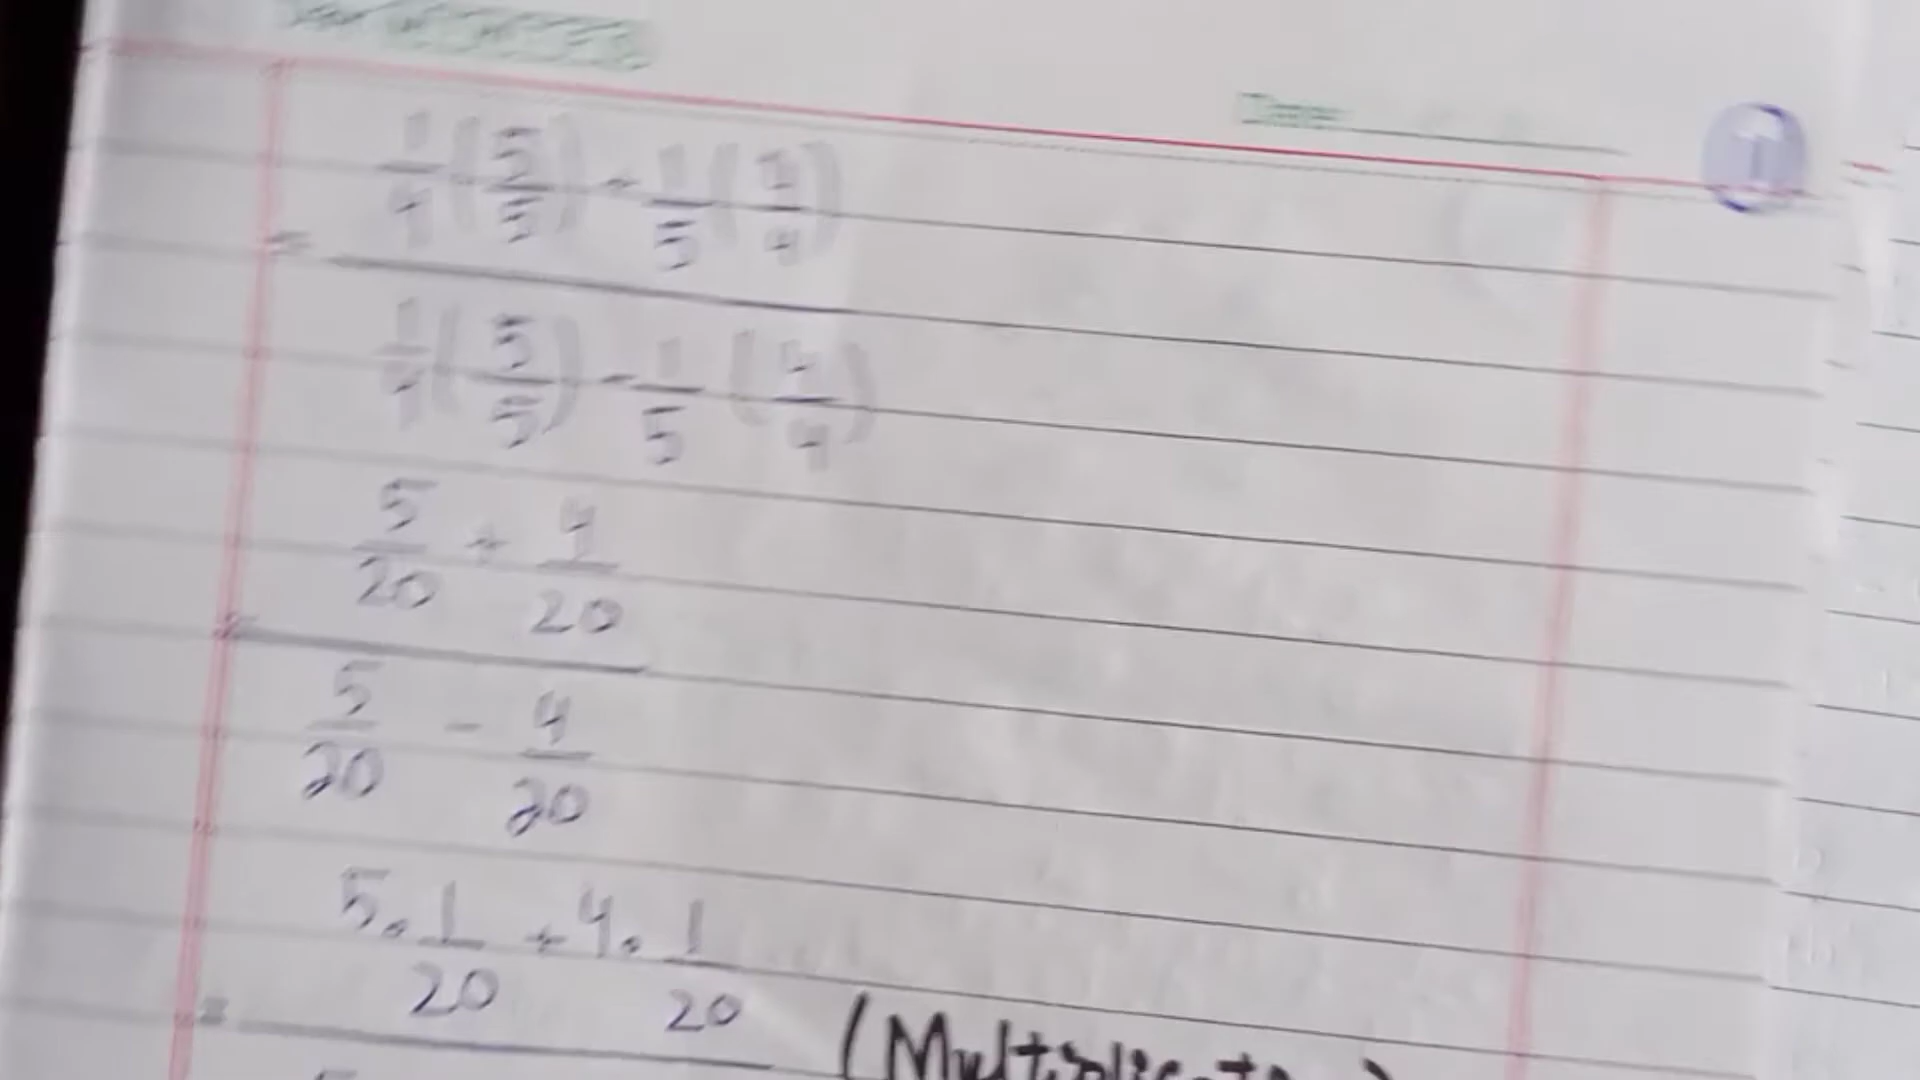 Date:
1/4 (5/5) + 1/5 (4/4)
=
1/4 (5/5) - 1/5 (4/4)
5/20 + 4/20
=
5/20 - 4/20
5 . 1/20 + 4 . 1/20
=
(Multiplicat